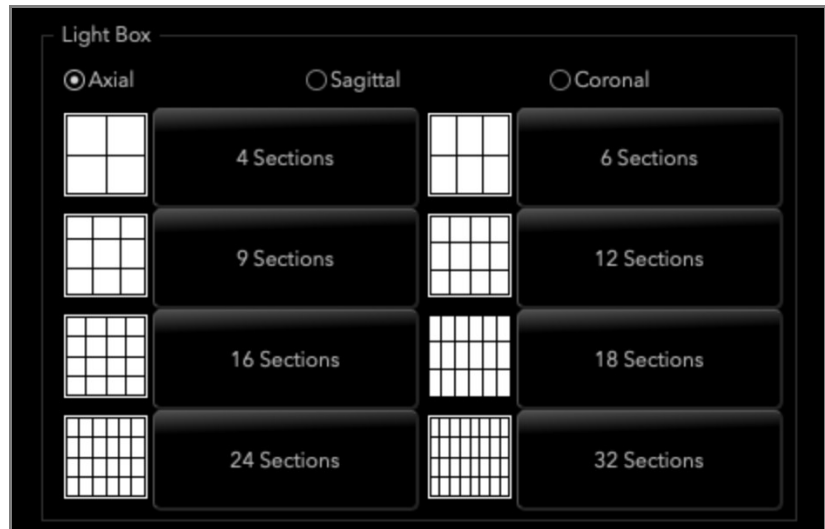 Light Box
Axial Sagittal Coronal
4 Sections 6 Sections
9 Sections 12 Sections
16 Sections 18 Sections
24 Sections 32 Sections